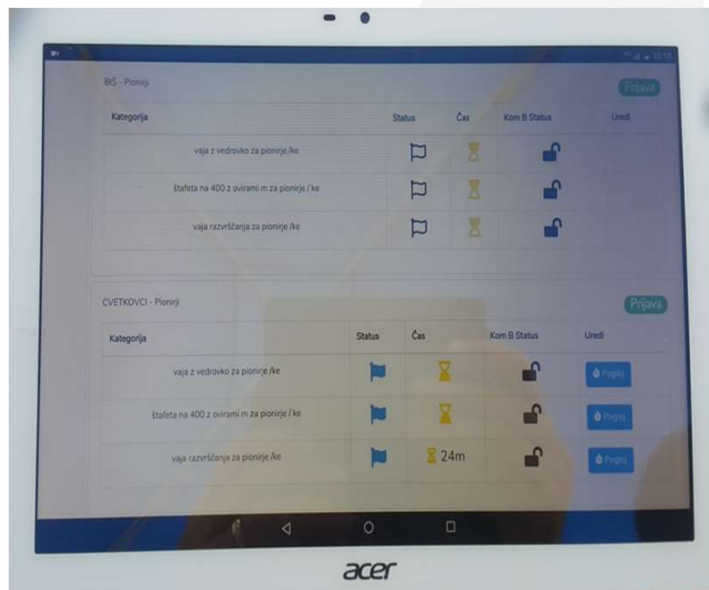 10:18
BIŠ - Pionirji
Prijava
Kategorija Status Čas Kom B Status Uredi
vaja z vedrovko za pionirje /ke
štafeta na 400 z ovirami m za pionirje / ke
vaja razvrščanja za pionirje /ke
CVETKOVCI - Pionirji
Prijava
Kategorija Status Čas Kom B Status Uredi
vaja z vedrovko za pionirje /ke Poglej
štafeta na 400 z ovirami m za pionirje / ke Poglej
vaja razvrščanja za pionirje /ke 24m Poglej
acer